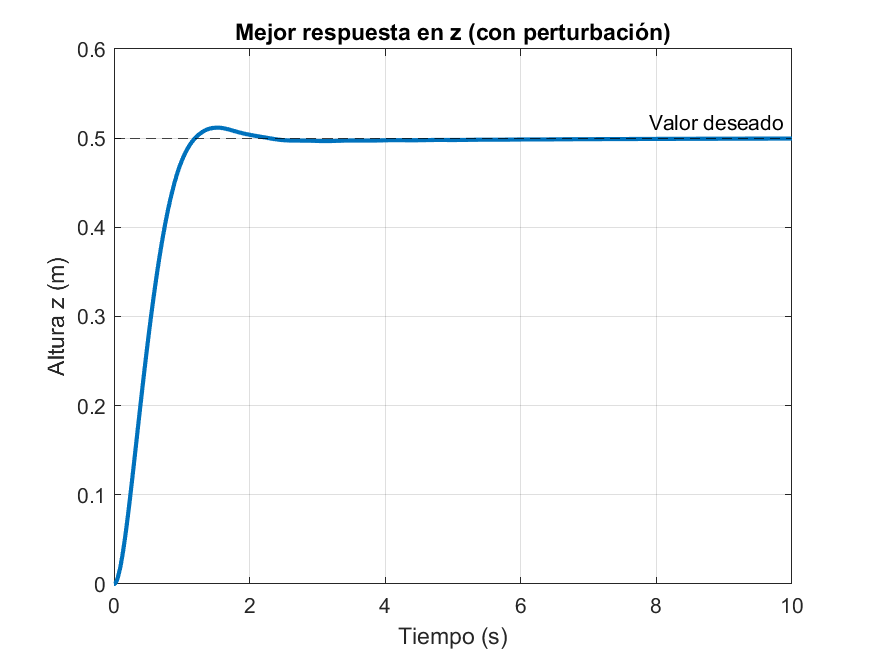 Mejor respuesta en z (con perturbación)
0.6
0.5
0.4
0.3
0.2
0.1
0
Altura z (m)
Valor deseado
0 2 4 6 8 10
Tiempo (s)